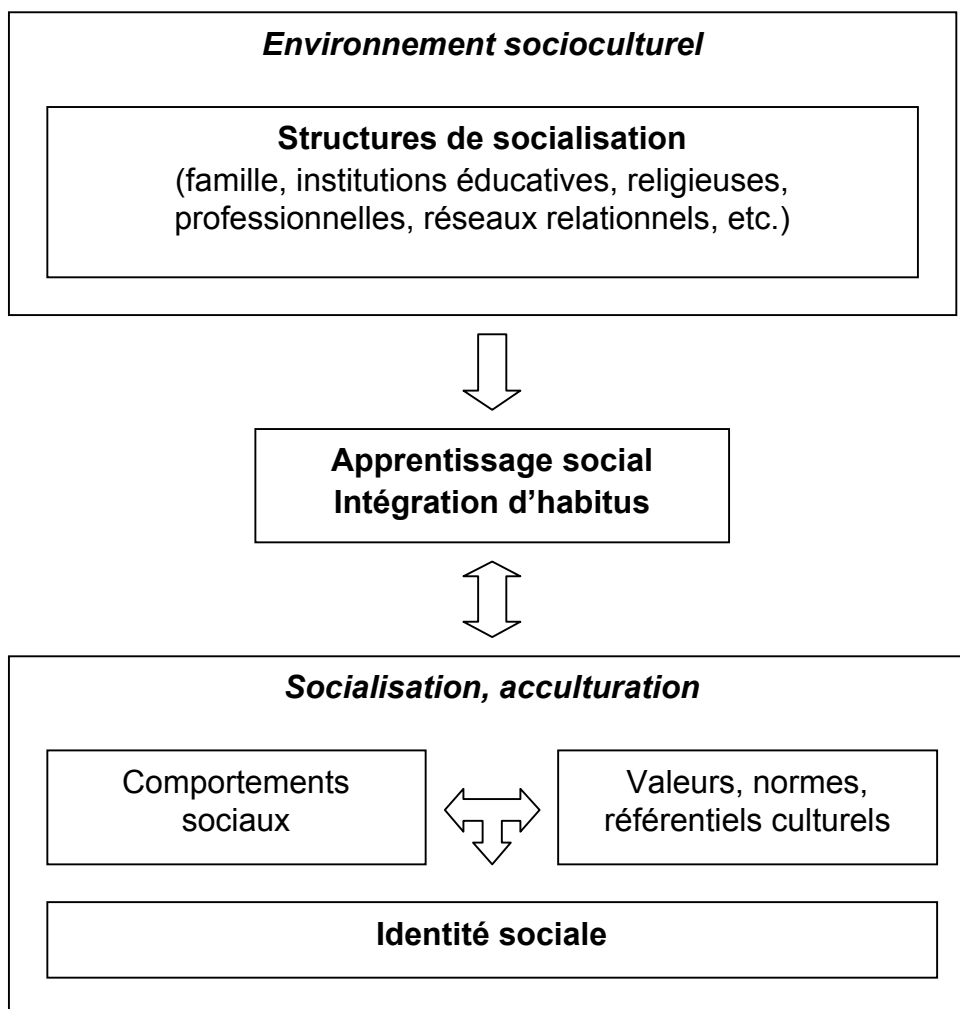 Environnement socioculturel
Structures de socialisation
(famille, institutions éducatives, religieuses,
professionnelles, réseaux relationnels, etc.)
Apprentissage social
Intégration d’habitus
Socialisation, acculturation
Comportements
sociaux
Valeurs, normes,
référentiels culturels
Identité sociale